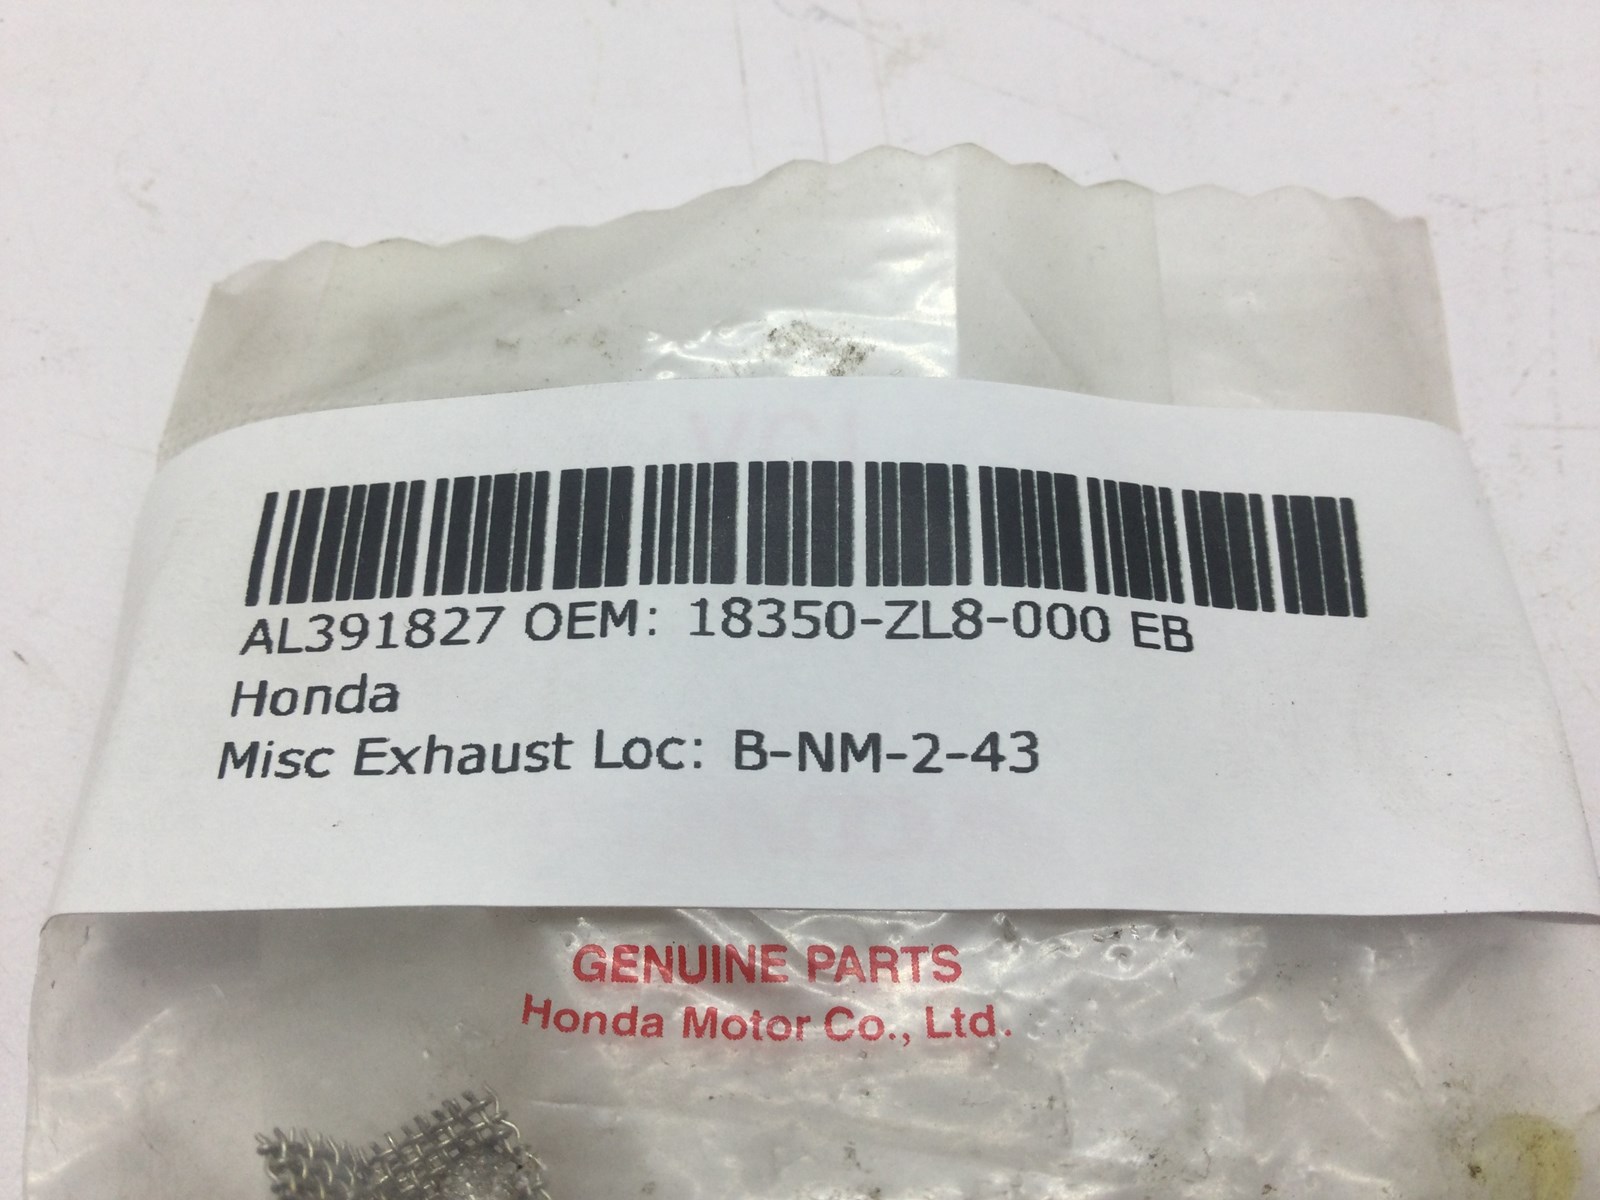 AL391827 OEM: 18350-ZL8-000 EB
Honda
Misc Exhaust Loc: B-NM-2-43
GENUINE PARTS
Honda Motor Co., Ltd.